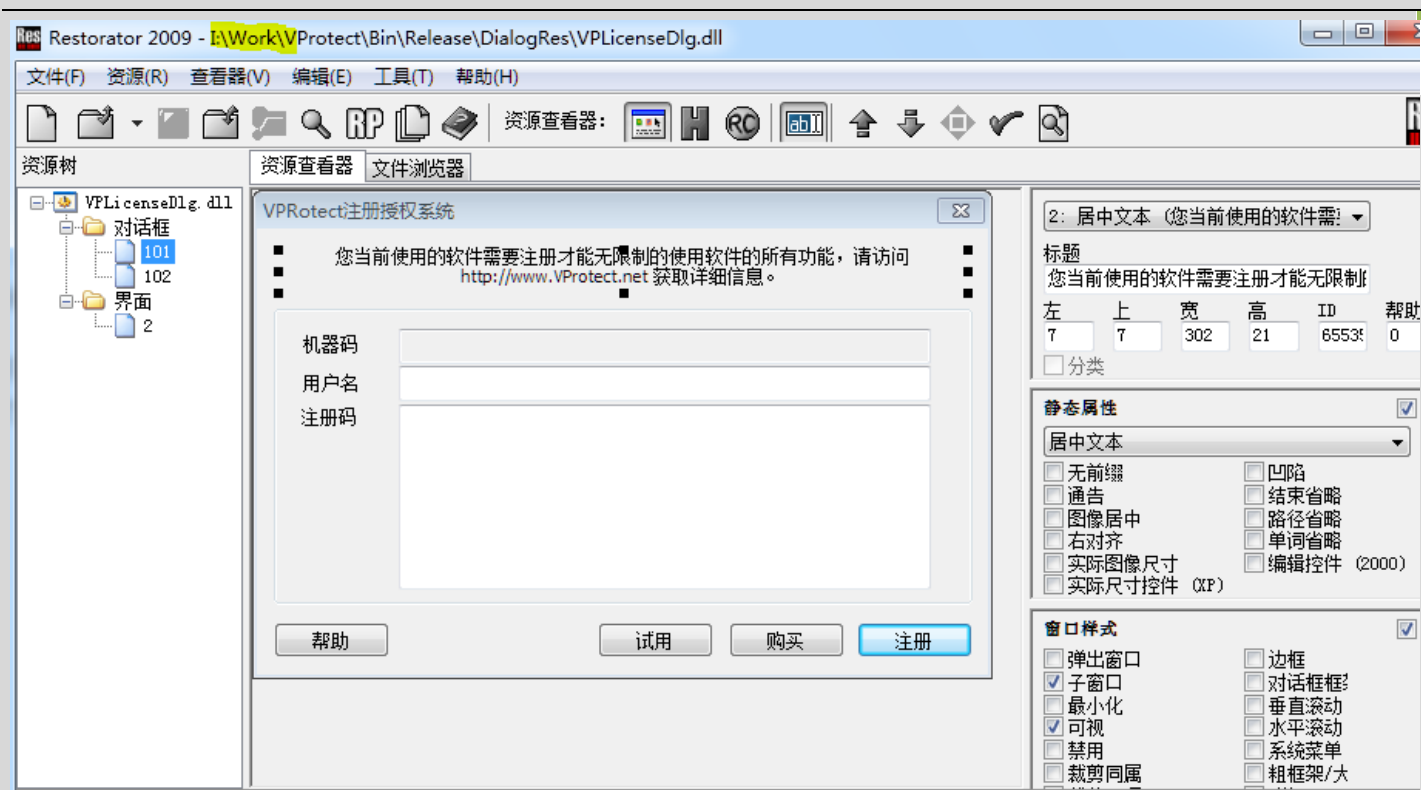 Restorator 2009 - I:\Work\VProtect\Bin\Release\DialogRes\VPLicenseDlg.dll
文件(F) 资源(R) 查看器(V) 编辑(E) 工具(T) 帮助(H)
RP 资源查看器: H RC ab
资源树
资源查看器 文件浏览器
VPLicenseDlg.dll
对话框
101
102
界面
2
VPRotect注册授权系统
您当前使用的软件需要注册才能无限制的使用软件的所有功能，请访问
http://www.VProtect.net 获取详细信息。
机器码
用户名
注册码
帮助 试用 购买 注册
2: 居中文本 (您当前使用的软件需
标题
您当前使用的软件需要注册才能无限制
左 上 宽 高 ID 帮助
7 7 302 21 6553 0
分类
静态属性
居中文本
无前缀 凹陷
通告 结束省略
图像居中 路径省略
右对齐 单词省略
实际图像尺寸 编辑控件 (2000)
实际尺寸控件 (XP)
窗口样式
弹出窗口 边框
子窗口 对话框框
最小化 垂直滚动
可视 水平滚动
禁用 系统菜单
裁剪同属 粗框架/大